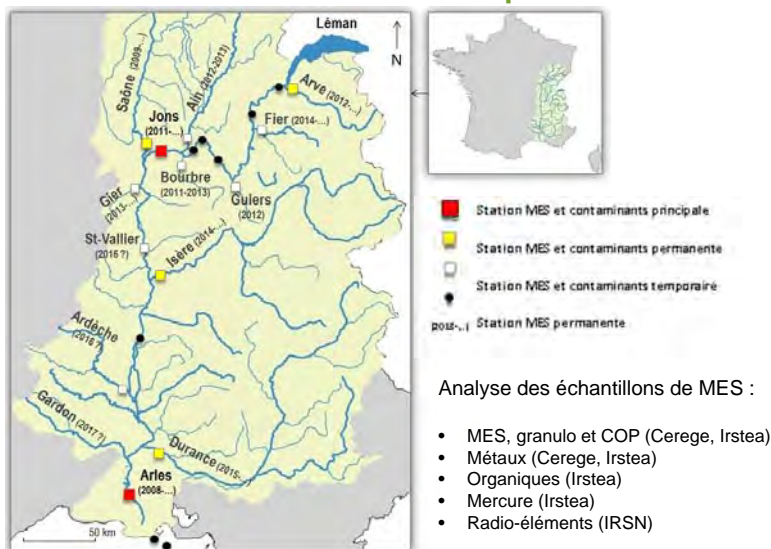 Léman
N
Saône (2009-...)
Ain (2012-2013)
Arve (2012-...)
Jons
(2011-...)
Fier (2014-...)
Bourbre
(2011-2013)
Guiers
(2012)
Gier
(2013-...)
St-Vallier
(2016 ?)
Isère (2014-...)
Ardèche
(2016 ?)
Gardon (2017 ?)
Durance (2015-...)
Arles
(2008-...)
50 km
Station MES et contaminants principale
Station MES et contaminants permanente
Station MES et contaminants temporaire
Station MES permanente
Analyse des échantillons de MES :
• MES, granulo et COP (Cerege, Irstea)
• Métaux (Cerege, Irstea)
• Organiques (Irstea)
• Mercure (Irstea)
• Radio-éléments (IRSN)